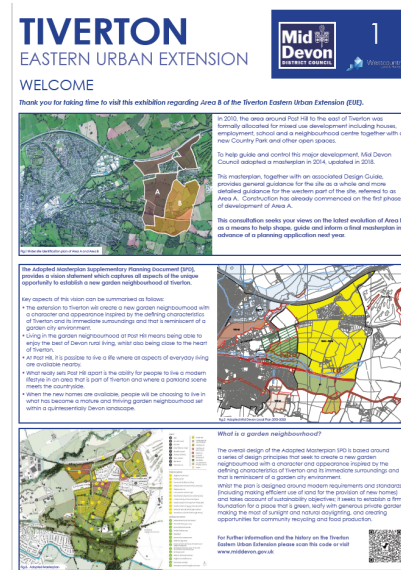 TIVERTON
EASTERN URBAN EXTENSION
Mid
Devon
DISTRICT COUNCIL
1
WELCOME
Thank you for taking time to visit this exhibition regarding Area B of the Tiverton Eastern Urban Extension (EUE).
In 2010, the area around Post Hill to the east of Tiverton was
formally allocated for mixed use development including houses,
employment, school and a neighbourhood centre together with
new Country Park and other open spaces.
To help guide and control this major development, Mid Devon
Council adopted a masterplan in 2014, updated in 2018.
This masterplan, together with an associated Design Guide,
provides general guidance for the site as a whole and more
detailed guidance for the western part of the site, referred to as
Area A. Construction has already commenced on the first phase
of development of Area A.
This consultation seeks your views on the latest evolution of Area
as a means to help shape, guide and inform a final masterplan in
advance of a planning application next year.
A
The Adopted Masterplan Supplementary Planning Document (SPD),
provides a vision statement which captures all aspects of the unique
opportunity to establish a new garden neighbourhood at Tiverton.
Key aspects of this vision can be summarised as follows:
• The extension to Tiverton will create a new garden neighbourhood with
a character and appearance inspired by the defining characteristics
of Tiverton and its immediate surroundings and that is reminiscent of a
garden city environment.
• Living in the garden neighbourhood at Post Hill means being able to
enjoy the best of Devon rural living, whilst also being close to the heart
of Tiverton.
• At Post Hill, it is possible to live a life where all aspects of everyday living
are available nearby.
• What really sets Post Hill apart is the ability for people to live a modern
lifestyle in an area that is part of Tiverton and where a parkland scene
meets the countryside.
• When the new homes are available, people will be choosing to live in
what has become a mature and thriving garden neighbourhood set
within a quintessentially Devon landscape.
What is a garden neighbourhood?
The overall design of the Adopted Masterplan SPD is based around
a series of design principles that seek to create a new garden
neighbourhood with a character and appearance inspired by the
defining characteristics of Tiverton and its immediate surroundings and
that is reminiscent of a garden city environment.
Whilst the plan is designed around modern requirements and standards
(including making efficient use of land for the provision of new homes)
and takes account of sustainability objectives; it seeks to establish a firm
foundation for a place that is green, leafy with generous private gardens
making the most of sunlight and natural daylighting, and creating
opportunities for community recycling and food production.
For further information and the history on the Tiverton
Eastern Urban Extension please scan this code or visit
www.middevon.gov.uk